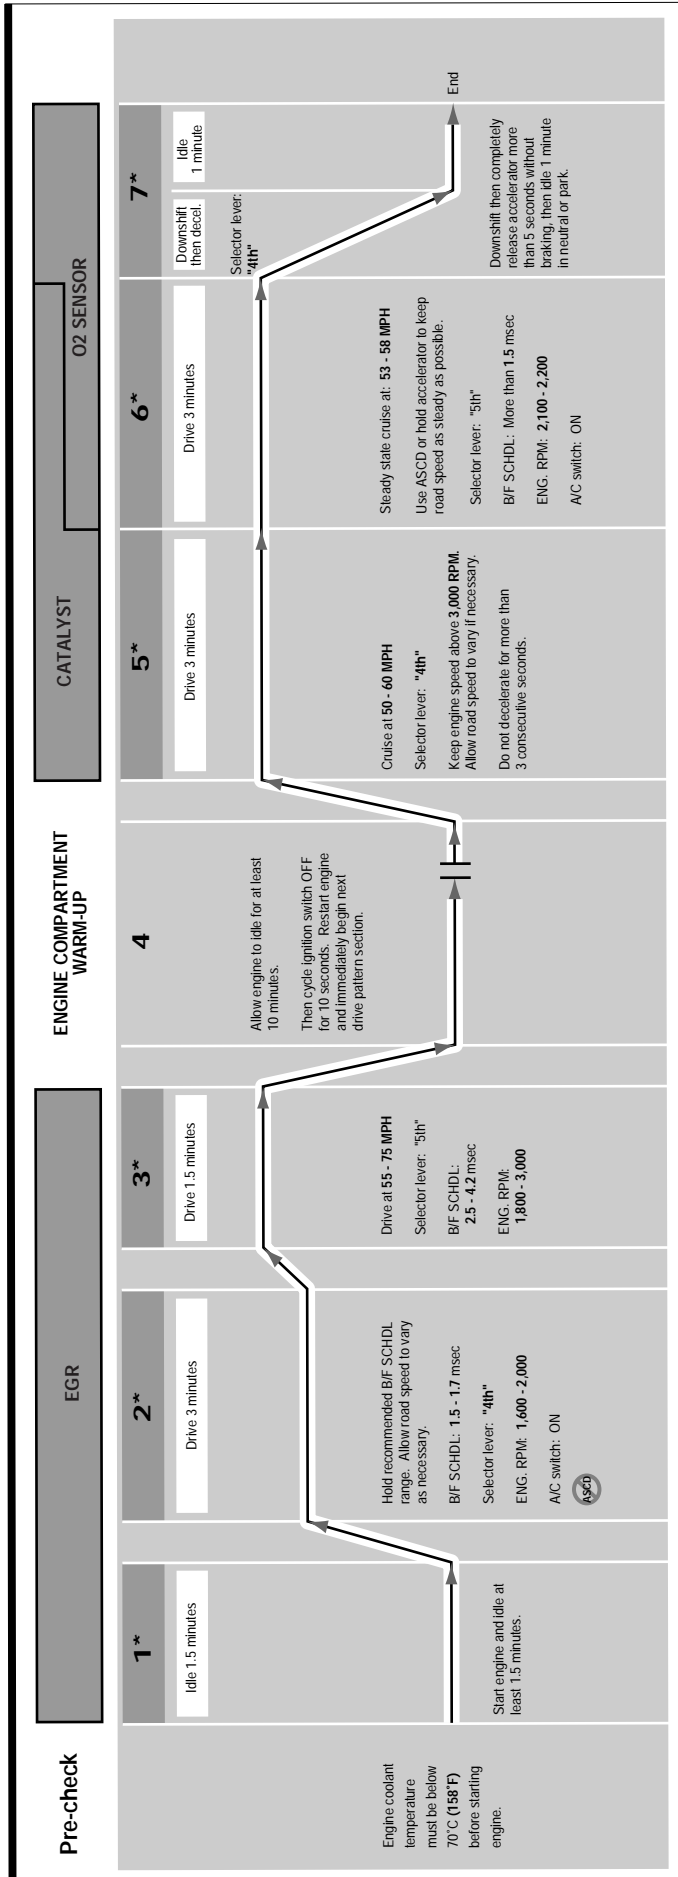 Pre-check
EGR
ENGINE COMPARTMENT
WARM-UP
CATALYST
O2 SENSOR
Engine coolant
temperature
must be below
70˚C (158˚F)
before starting
engine.
1*
Idle 1.5 minutes
Start engine and idle at
least 1.5 minutes.
2*
Drive 3 minutes
Hold recommended B/F SCHDL
range. Allow road speed to vary
as necessary.
B/F SCHDL: 1.5 - 1.7 msec
Selector lever: "4th"
ENG. RPM: 1,600 - 2,000
A/C switch: ON
ASCD
3*
Drive 1.5 minutes
Drive at 55 - 75 MPH
Selector lever: "5th"
B/F SCHDL:
2.5 - 4.2 msec
ENG. RPM:
1,800 - 3,000
4
Allow engine to idle for at least
10 minutes.
Then cycle ignition switch OFF
for 10 seconds. Restart engine
and immediately begin next
drive pattern section.
5*
Drive 3 minutes
Cruise at 50 - 60 MPH
Selector lever: "4th"
Keep engine speed above 3,000 RPM.
Allow road speed to vary if necessary.
Do not decelerate for more than
3 consecutive seconds.
6*
Drive 3 minutes
Steady state cruise at: 53 - 58 MPH
Use ASCD or hold accelerator to keep
road speed as steady as possible.
Selector lever: "5th"
B/F SCHDL: More than 1.5 msec
ENG. RPM: 2,100 - 2,200
A/C switch: ON
7*
Downshift
then decel.
Idle
1 minute
Selector lever:
"4th"
End
Downshift then completely
release accelerator more
than 5 seconds without
braking, then idle 1 minute
in neutral or park.